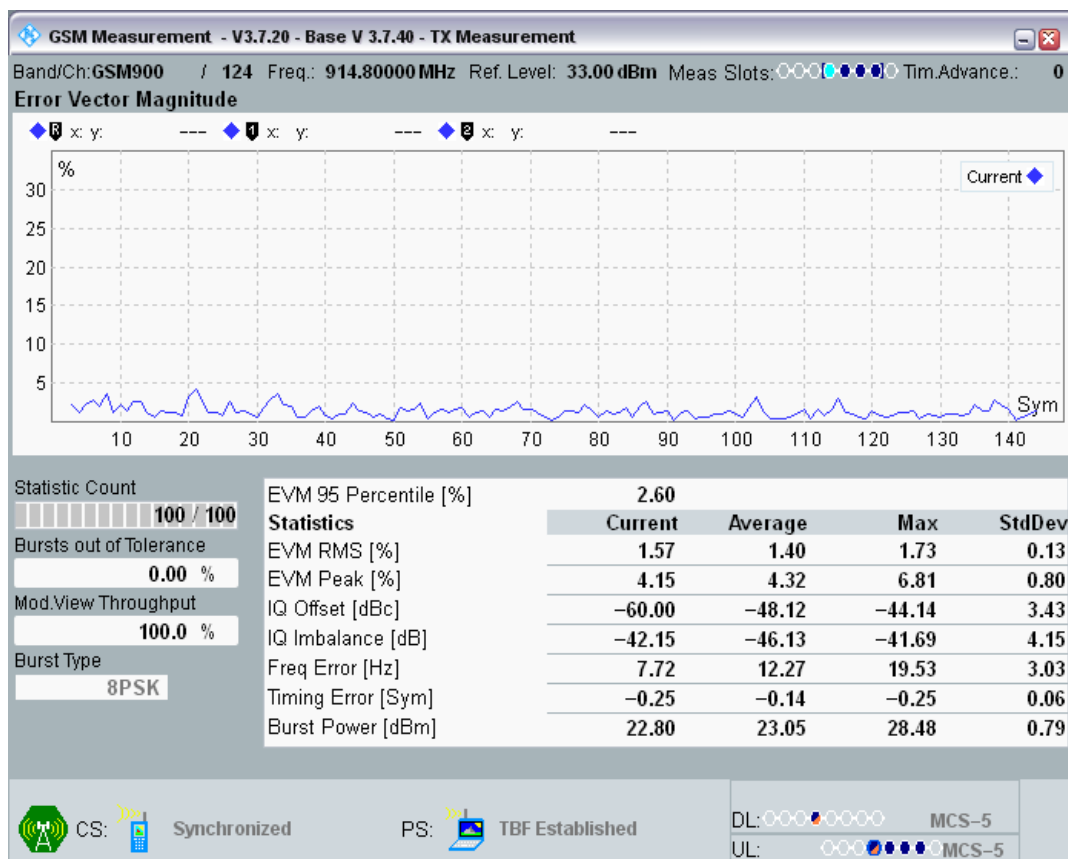 GSM Measurement - V3.7.20 - Base V 3.7.40 - TX Measurement
Band/Ch:GSM900 / 124 Freq.: 914.80000 MHz Ref. Level: 33.00 dBm Meas Slots: Tim.Advance.: 0
Error Vector Magnitude
R x: y: --- 1 x: y: --- 2 x: y: ---
%
Current
30
25
20
15
10
5
Sym
10 20 30 40 50 60 70 80 90 100 110 120 130 140
Statistic Count
100 / 100
Bursts out of Tolerance
0.00 %
Mod.View Throughput
100.0 %
Burst Type
8PSK
EVM 95 Percentile [%] 2.60
Statistics Current Average Max StdDev
EVM RMS [%] 1.57 1.40 1.73 0.13
EVM Peak [%] 4.15 4.32 6.81 0.80
IQ Offset [dBc] −60.00 −48.12 −44.14 3.43
IQ Imbalance [dB] −42.15 −46.13 −41.69 4.15
Freq Error [Hz] 7.72 12.27 19.53 3.03
Timing Error [Sym] −0.25 −0.14 −0.25 0.06
Burst Power [dBm] 22.80 23.05 28.48 0.79
CS: Synchronized PS: TBF Established
DL: MCS−5
UL: MCS−5